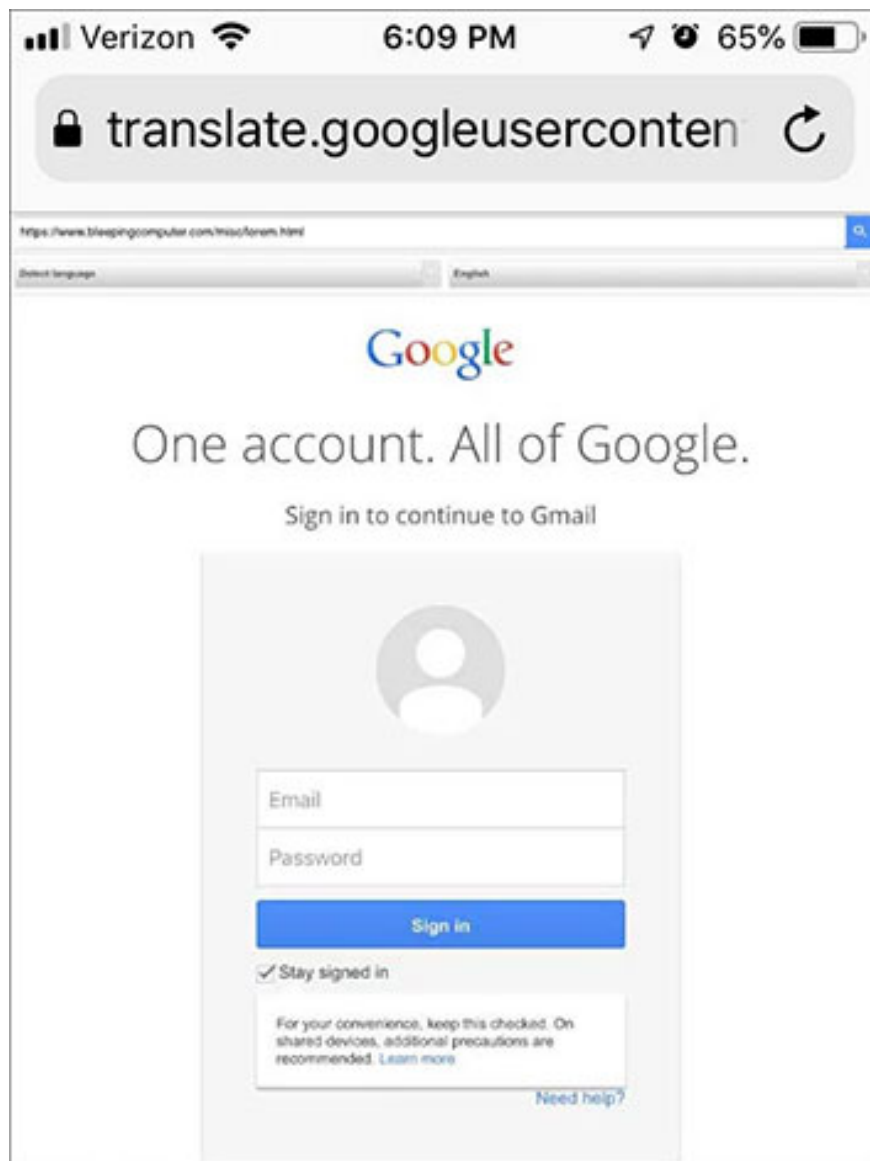 Verizon 6:09 PM 65%
translate.googleuserconten
https://www.bleepingcomputer.com/misc/lorem.html
Detect language English
Google
One account. All of Google.
Sign in to continue to Gmail
Email
Password
Sign in
Stay signed in
For your convenience, keep this checked. On
shared devices, additional precautions are
recommended. Learn more
Need help?